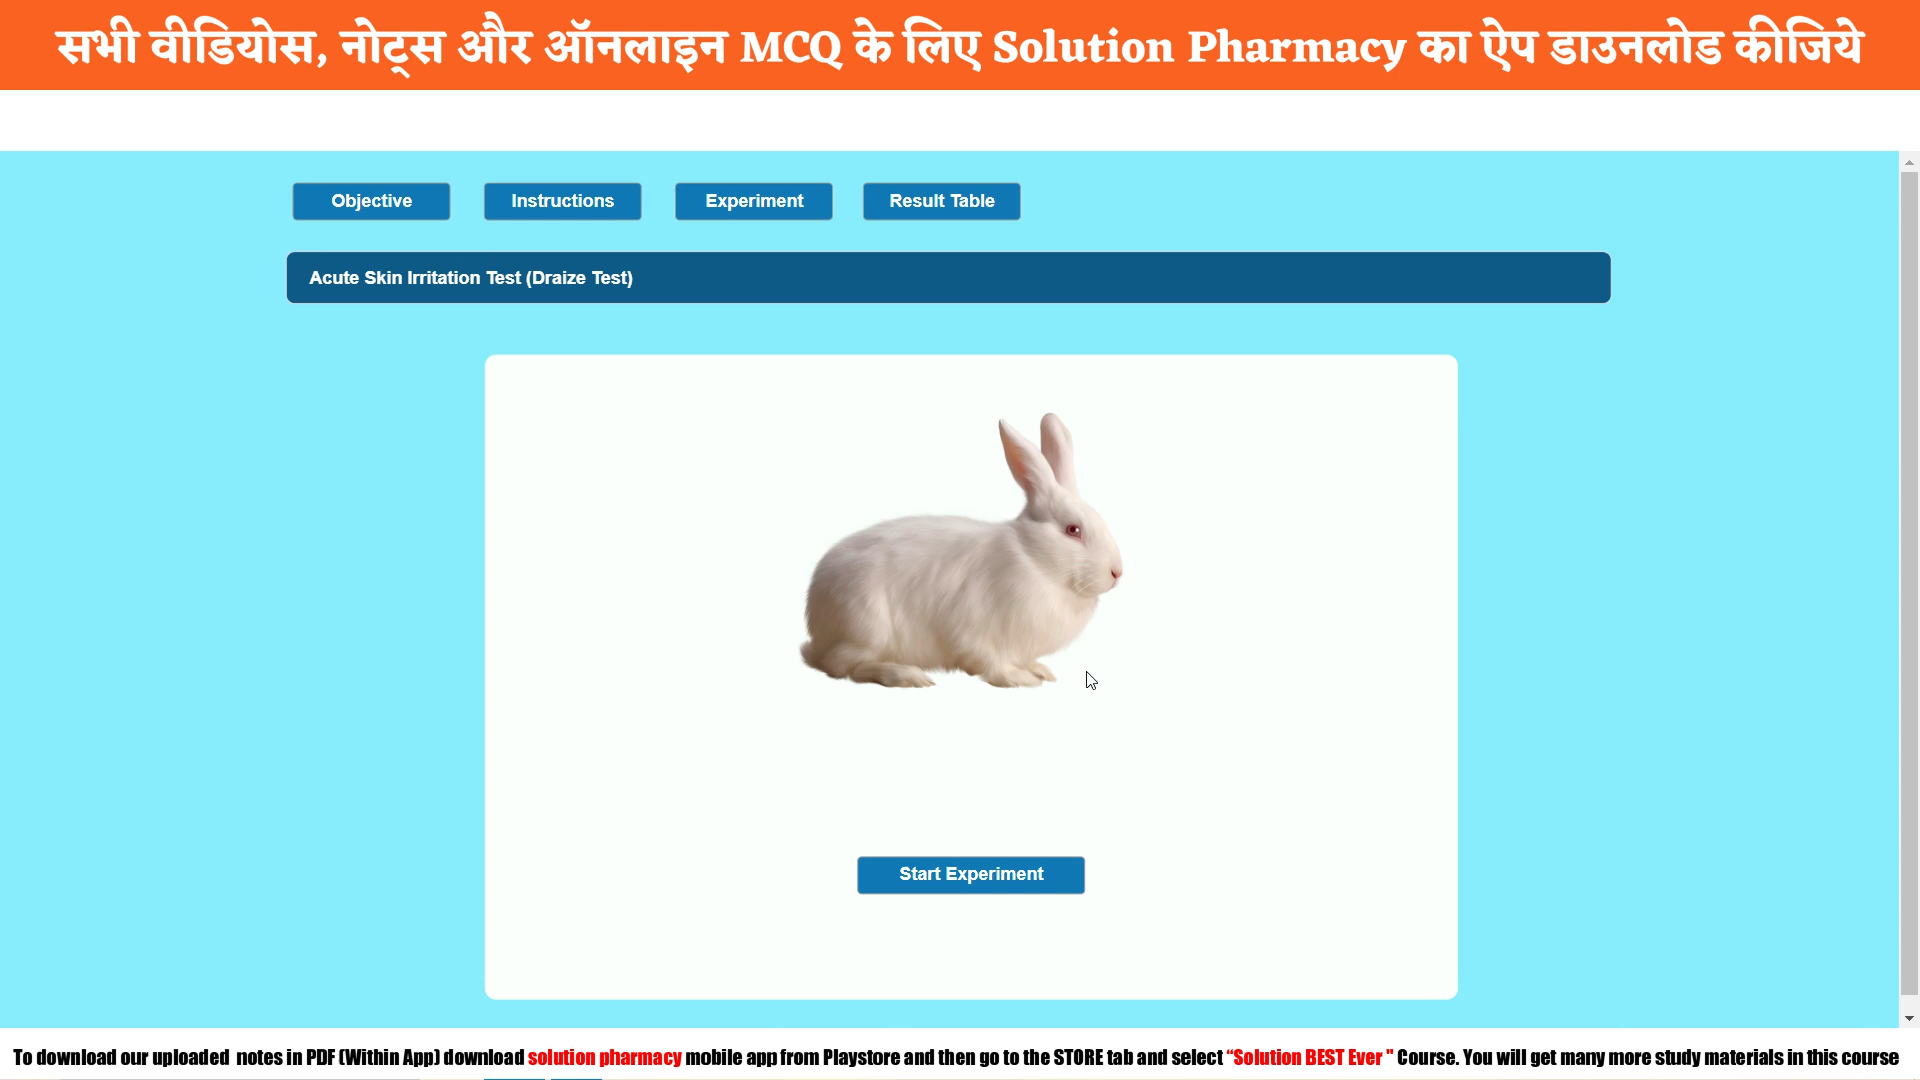 सभी वीडियोस, नोट्स और ऑनलाइन MCQ के लिए Solution Pharmacy का ऐप डाउनलोड कीजिये
Objective
Instructions
Experiment
Result Table
Acute Skin Irritation Test (Draize Test)
Start Experiment
To download our uploaded notes in PDF (Within App) download solution pharmacy mobile app from Playstore and then go to the STORE tab and select “Solution BEST Ever " Course. You will get many more study materials in this course